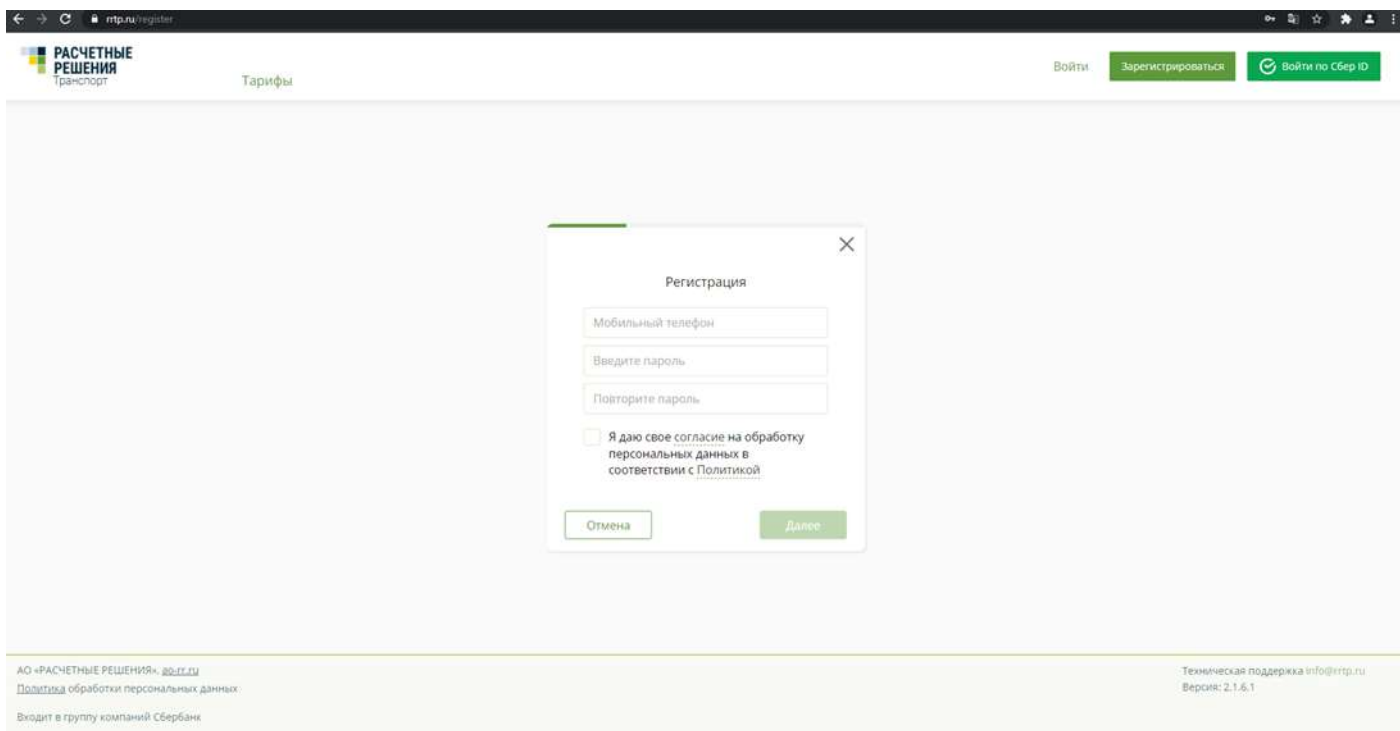 rrtp.ru/register
РАСЧЕТНЫЕ
РЕШЕНИЯ
Транспорт
Тарифы
Войти
Зарегистрироваться
Войти по Сбер ID
Регистрация
Мобильный телефон
Введите пароль
Повторите пароль
Я даю свое согласие на обработку
персональных данных в
соответствии с Политикой
Отмена
Далее
АО «РАСЧЕТНЫЕ РЕШЕНИЯ», ao-rr.ru
Политика обработки персональных данных
Входит в группу компаний Сбербанк
Техническая поддержка info@rrtp.ru
Версия: 2.1.6.1